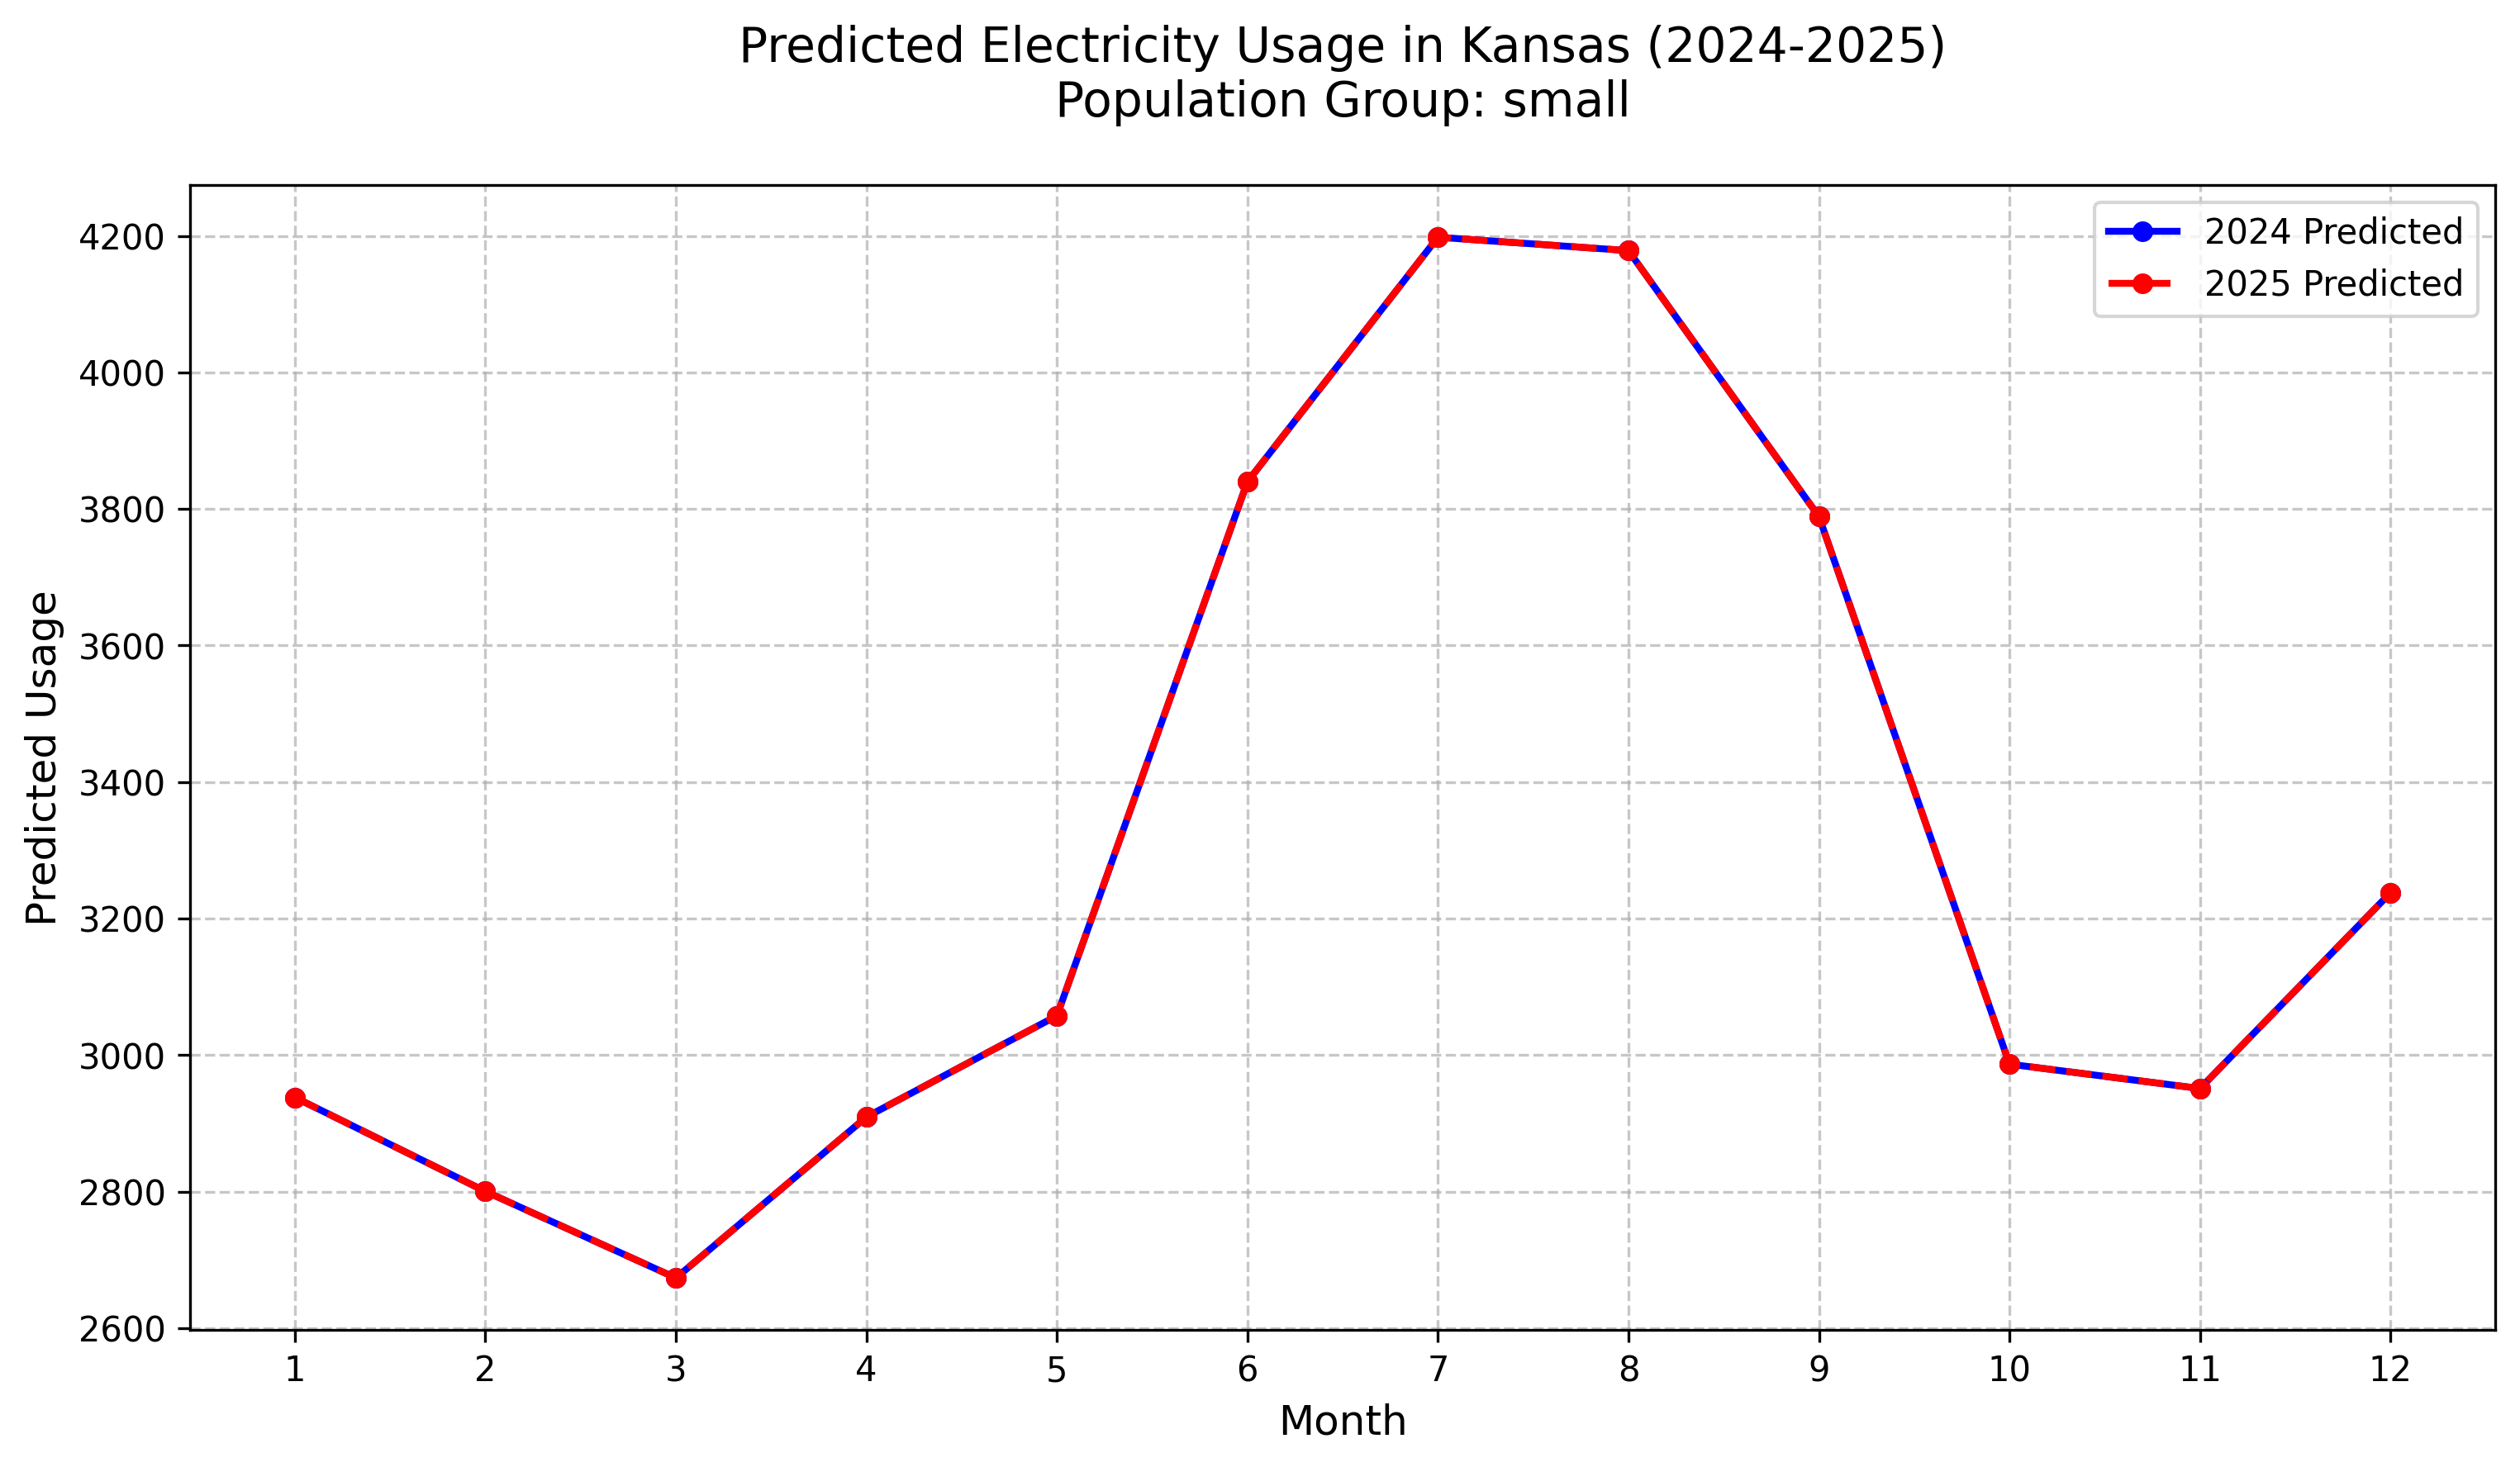 Predicted Electricity Usage in Kansas (2024-2025)
Population Group: small
2024 Predicted
2025 Predicted
Predicted Usage
4200
4000
3800
3600
3400
3200
3000
2800
2600
1 2 3 4 5 6 7 8 9 10 11 12
Month